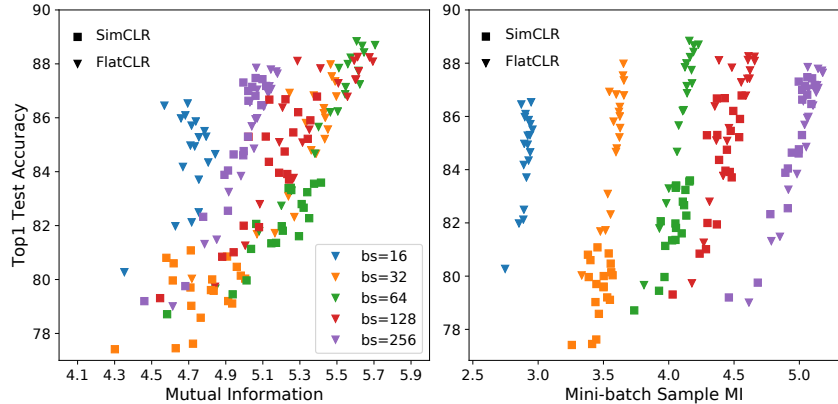 SimCLR
FlatCLR
bs=16
bs=32
bs=64
bs=128
bs=256
Top1 Test Accuracy
90
88
86
84
82
80
78
4.1 4.3 4.5 4.7 4.9 5.1 5.3 5.5 5.7 5.9
Mutual Information
SimCLR
FlatCLR
90
88
86
84
82
80
78
2.5 3.0 3.5 4.0 4.5 5.0
Mini-batch Sample MI